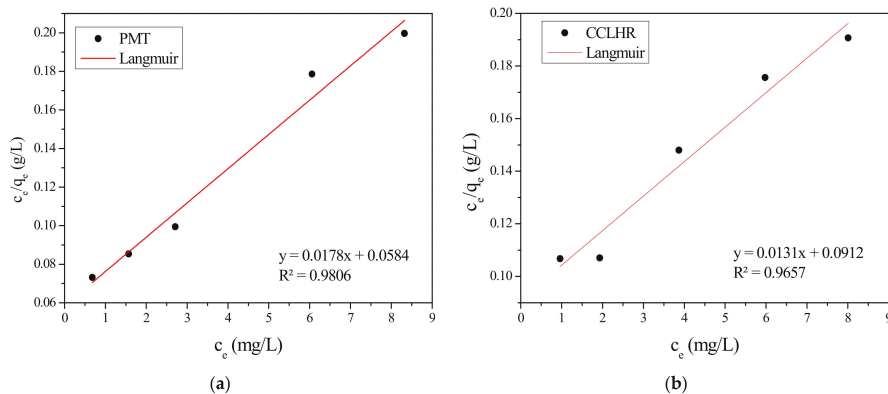 PMT
Langmuir
0.20
0.18
0.16
0.14
0.12
0.10
0.08
0.06
cₑ/qₑ (g/L)
y = 0.0178x + 0.0584
R² = 0.9806
0 1 2 3 4 5 6 7 8 9
cₑ (mg/L)
(a)
CCLHR
Langmuir
0.20
0.18
0.16
0.14
0.12
0.10
cₑ/qₑ (g/L)
y = 0.0131x + 0.0912
R² = 0.9657
0 1 2 3 4 5 6 7 8 9
cₑ (mg/L)
(b)